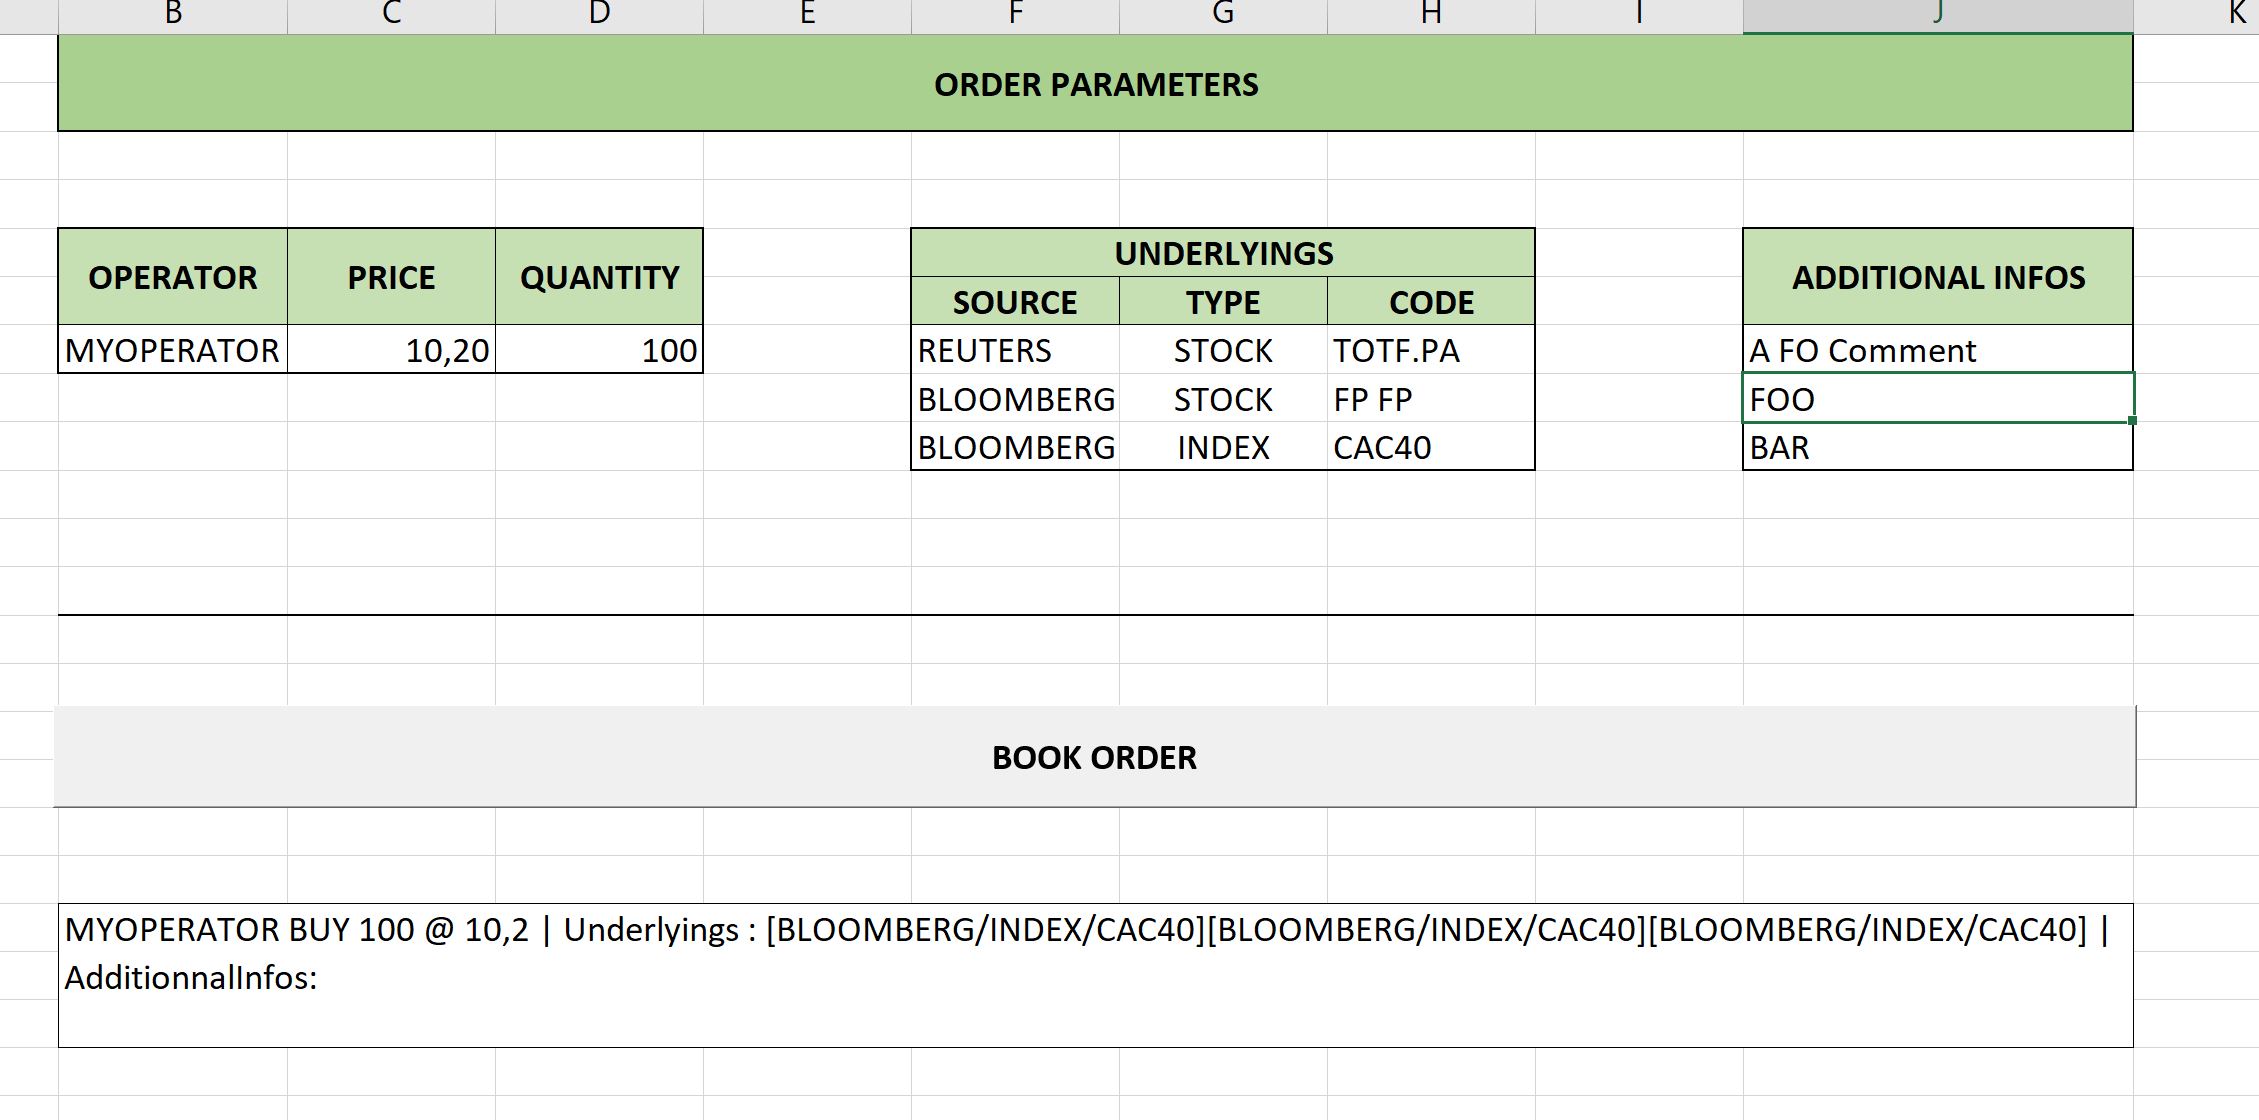 B C D E F G H I J K
ORDER PARAMETERS
OPERATOR PRICE QUANTITY UNDERLYINGS ADDITIONAL INFOS
SOURCE TYPE CODE
MYOPERATOR 10,20 100 REUTERS STOCK TOTF.PA A FO Comment
BLOOMBERG STOCK FP FP FOO
BLOOMBERG INDEX CAC40 BAR
BOOK ORDER
MYOPERATOR BUY 100 @ 10,2 | Underlyings : [BLOOMBERG/INDEX/CAC40][BLOOMBERG/INDEX/CAC40][BLOOMBERG/INDEX/CAC40] |
AdditionnalInfos: